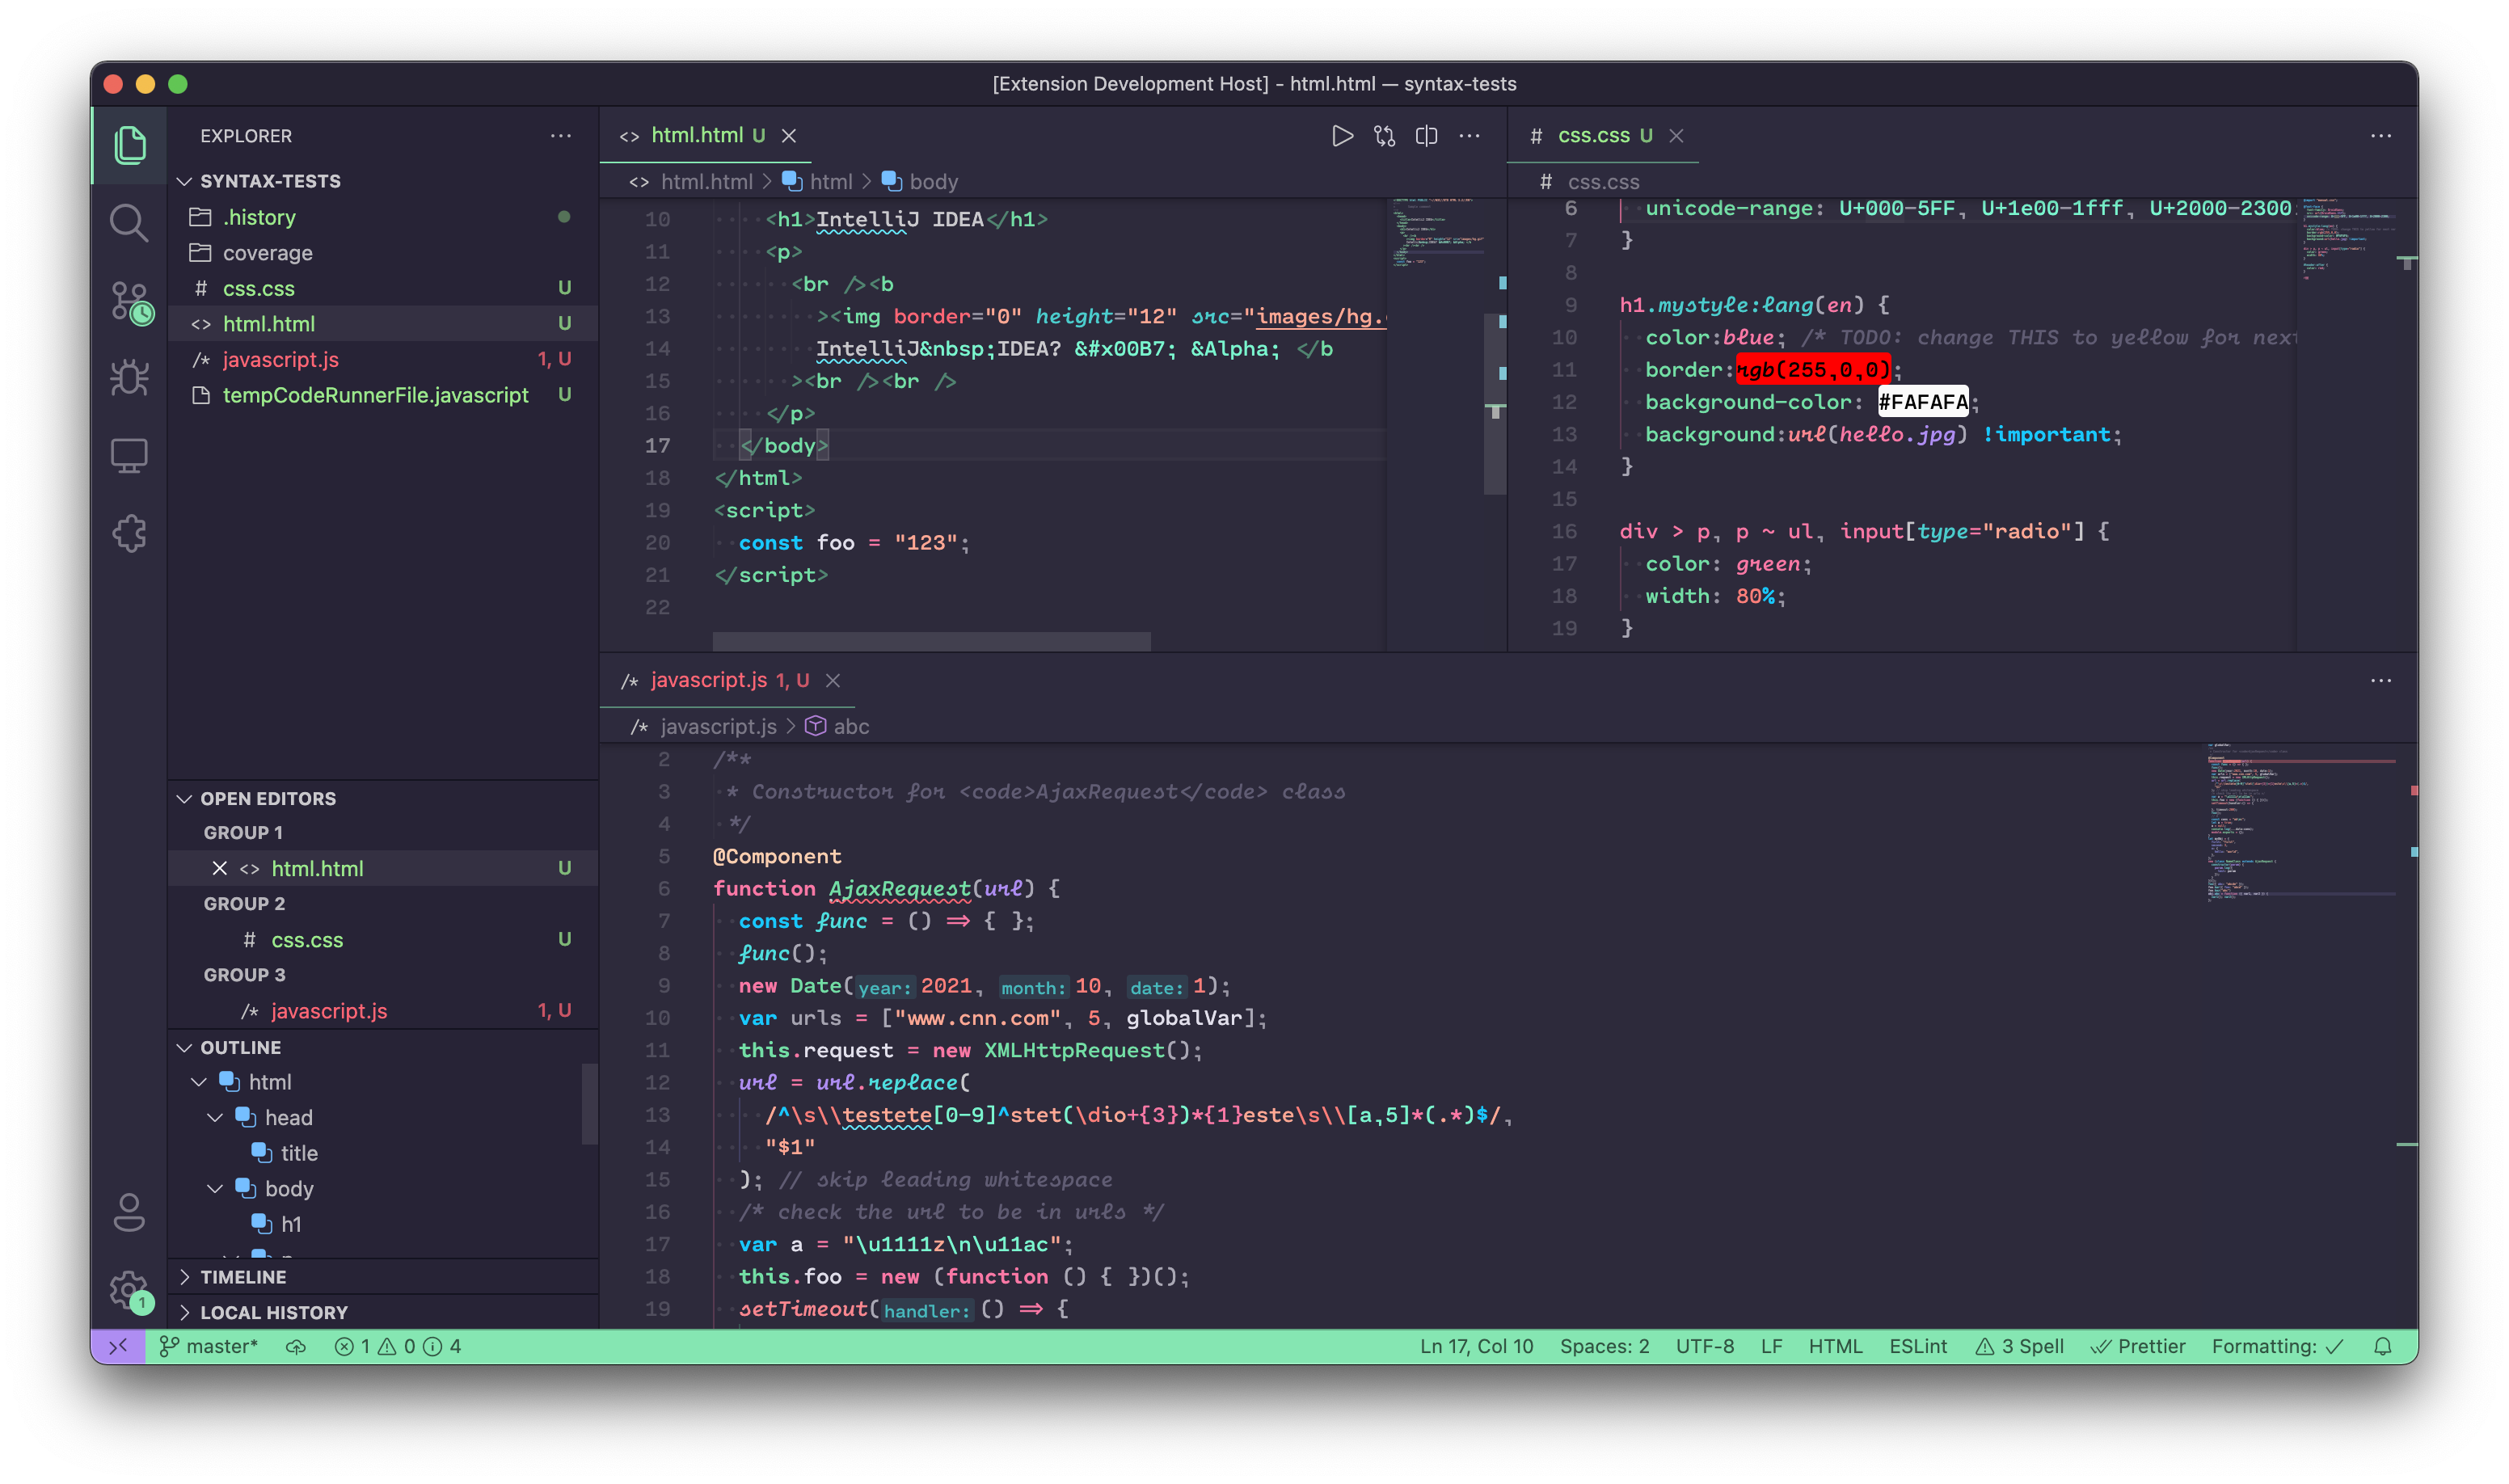 [Extension Development Host] - html.html — syntax-tests
EXPLORER
SYNTAX-TESTS
.history
coverage
# css.css U
<> html.html U
/* javascript.js 1, U
tempCodeRunnerFile.javascript U
OPEN EDITORS
GROUP 1
<> html.html U
GROUP 2
# css.css U
GROUP 3
/* javascript.js 1, U
OUTLINE
html
head
title
body
h1
TIMELINE
LOCAL HISTORY
1
<> html.html U
<> html.html > html > body
10 <h1>IntelliJ IDEA</h1>
11 <p>
12 <br /><b
13 ><img border="0" height="12" src="images/hg.
14 IntelliJ&nbsp;IDEA? &#x00B7; &Alpha; </b
15 ><br /><br />
16 </p>
17 </body>
18 </html>
19 <script>
20 const foo = "123";
21 </script>
22
# css.css U
# css.css
6 unicode-range: U+000-5FF, U+1e00-1fff, U+2000-2300
7 }
8
9 h1.mystyle:lang(en) {
10 color:blue; /* TODO: change THIS to yellow for next
11 border:rgb(255,0,0);
12 background-color: #FAFAFA;
13 background:url(hello.jpg) !important;
14 }
15
16 div > p, p ~ ul, input[type="radio"] {
17 color: green;
18 width: 80%;
19 }
/* javascript.js 1, U
/* javascript.js > abc
2 /**
3 * Constructor for <code>AjaxRequest</code> class
4 */
5 @Component
6 function AjaxRequest(url) {
7 const func = () => { };
8 func();
9 new Date(year: 2021, month: 10, date: 1);
10 var urls = ["www.cnn.com", 5, globalVar];
11 this.request = new XMLHttpRequest();
12 url = url.replace(
13 /^\s\\testete[0-9]^stet(\dio+{3})*{1}este\s\\[a,5]*(.*)$/,
14 "$1"
15 ); // skip leading whitespace
16 /* check the url to be in urls */
17 var a = "\u1111z\n\u11ac";
18 this.foo = new (function () { })();
19 setTimeout(handler: () => {
master* 1 0 4 Ln 17, Col 10 Spaces: 2 UTF-8 LF HTML ESLint 3 Spell Prettier Formatting: ✓